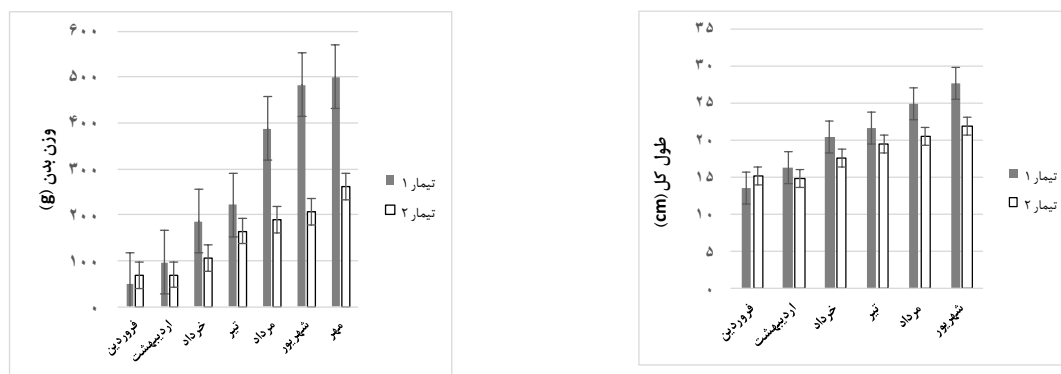 وزن بدن (g)
۶۰۰
۵۰۰
۴۰۰
۳۰۰
۲۰۰
۱۰۰
۰
فروردین
اردیبهشت
خرداد
تیر
مرداد
شهریور
مهر
تیمار ۱
تیمار ۲
طول کل (cm)
۳۵
۳۰
۲۵
۲۰
۱۵
۱۰
۵
۰
فروردین
اردیبهشت
خرداد
تیر
مرداد
شهریور
تیمار ۱
تیمار ۲